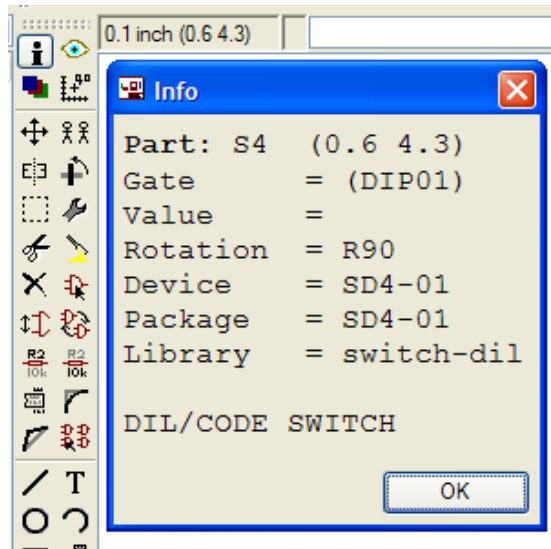 0.1 inch (0.6 4.3)
Info
Part: S4 (0.6 4.3)
Gate = (DIP01)
Value =
Rotation = R90
Device = SD4-01
Package = SD4-01
Library = switch-dil
DIL/CODE SWITCH
OK
i
R2 R2
10k 10k
T